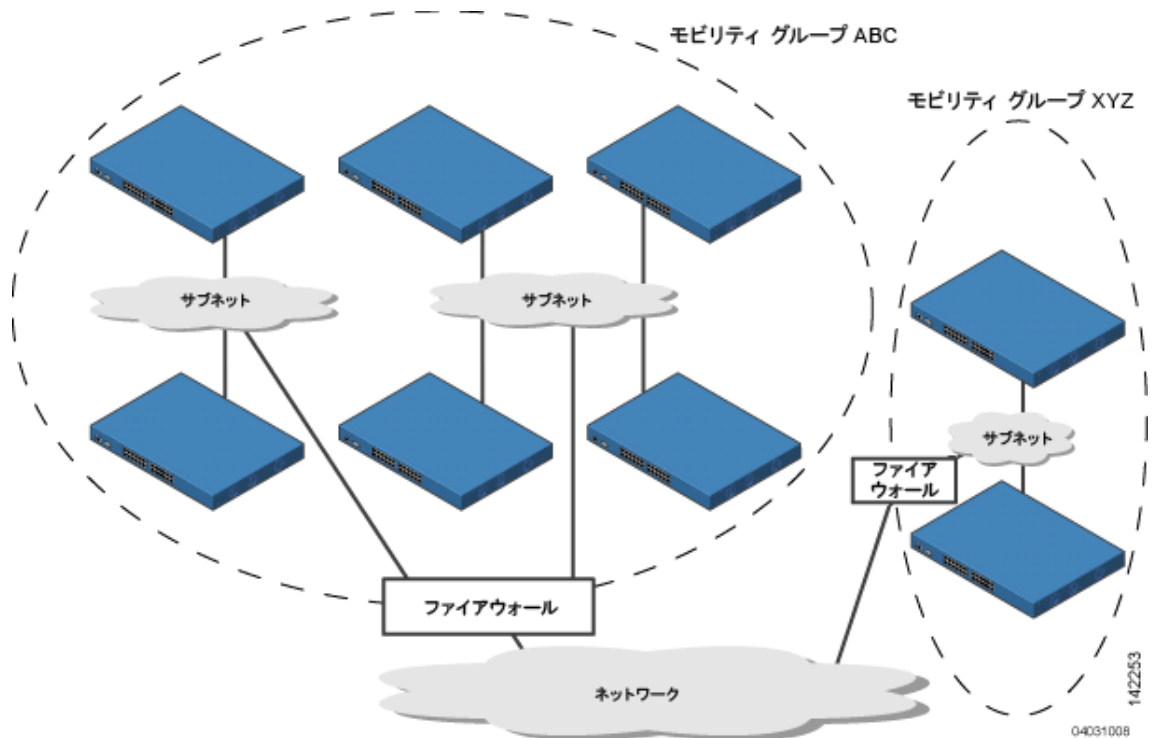 モビリティ グループ ABC
モビリティ グループ XYZ
サブネット
サブネット
サブネット
ファイア
ウォール
ファイアウォール
ネットワーク
142253
04031008